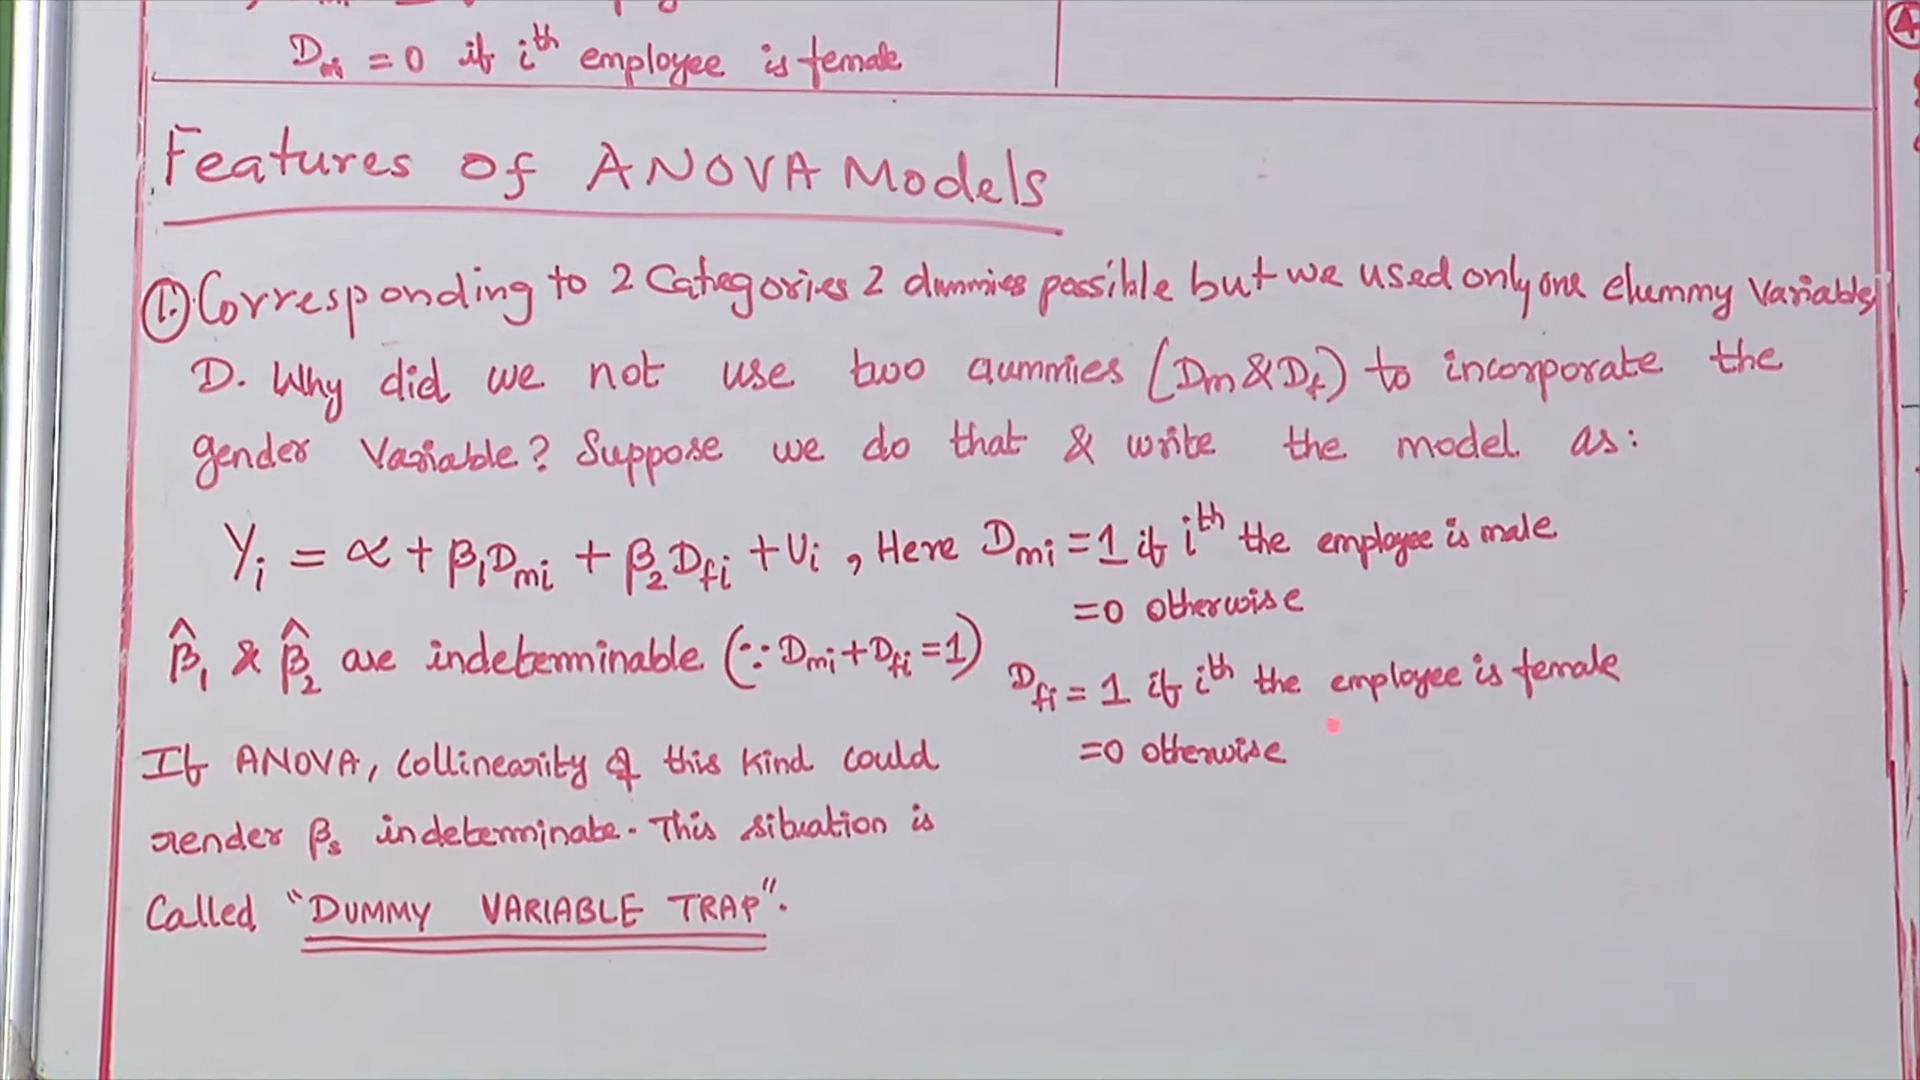 Dmi = 0 if ith employee is female
Features of ANOVA Models
①. Corresponding to 2 Categories 2 dummies possible but we used only one dummy variable,
D. Why did we not use two dummies (Dm & Df) to incorporate the
gender Variable? Suppose we do that & write the model as:
Yi = α + β1Dmi + β2Dfi + Ui , Here Dmi = 1 if ith the employee is male
= 0 otherwise
β̂1 & β̂2 are indeterminable (∵ Dmi + Dfi = 1)
Dfi = 1 if ith the employee is female
= 0 otherwise
If ANOVA, Collinearity of this kind could
render βs indeterminate. This situation is
Called "DUMMY VARIABLE TRAP".
4